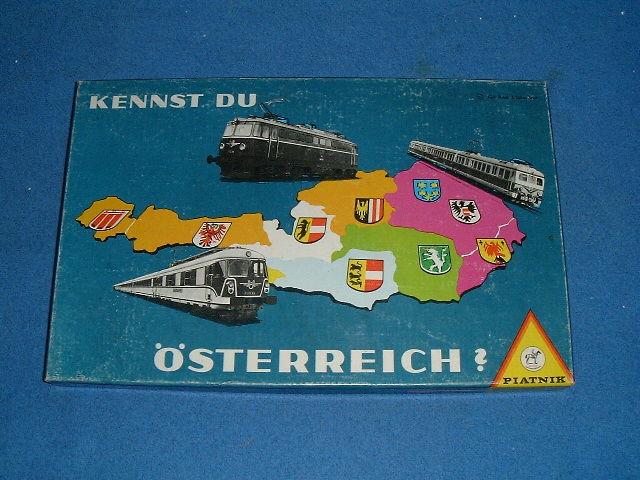 KENNST DU
ÖSTERREICH?
PIATNIK